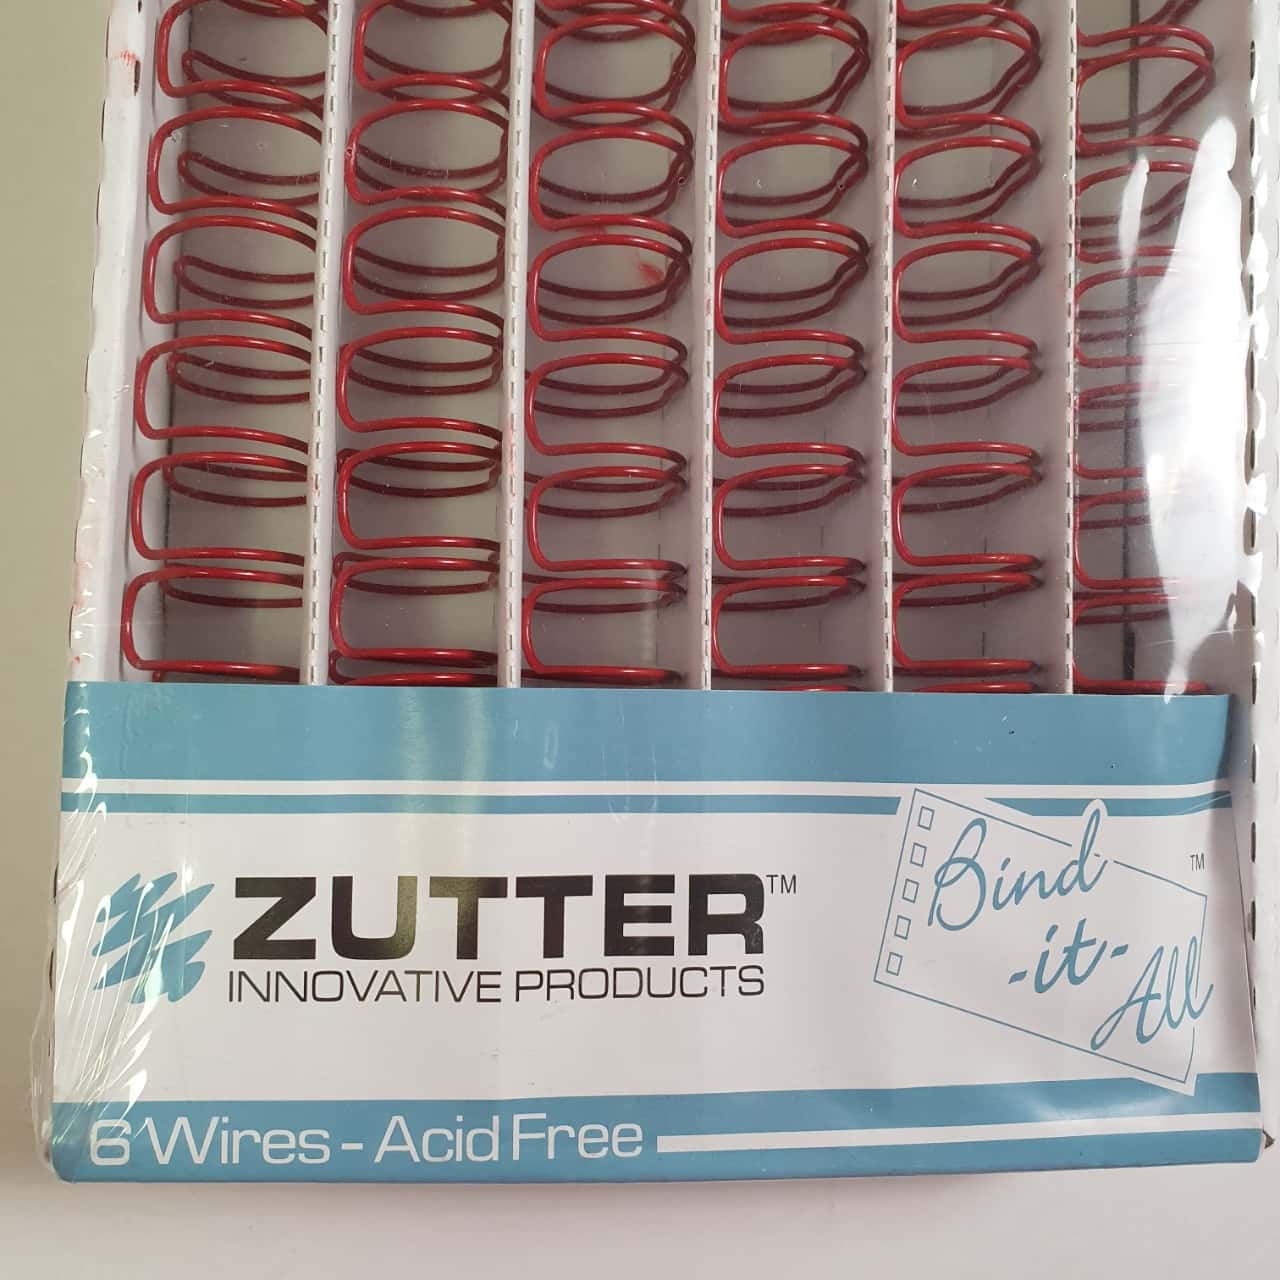 ZUTTER™
INNOVATIVE PRODUCTS
Bind
-it-
All
™
6 Wires - Acid Free